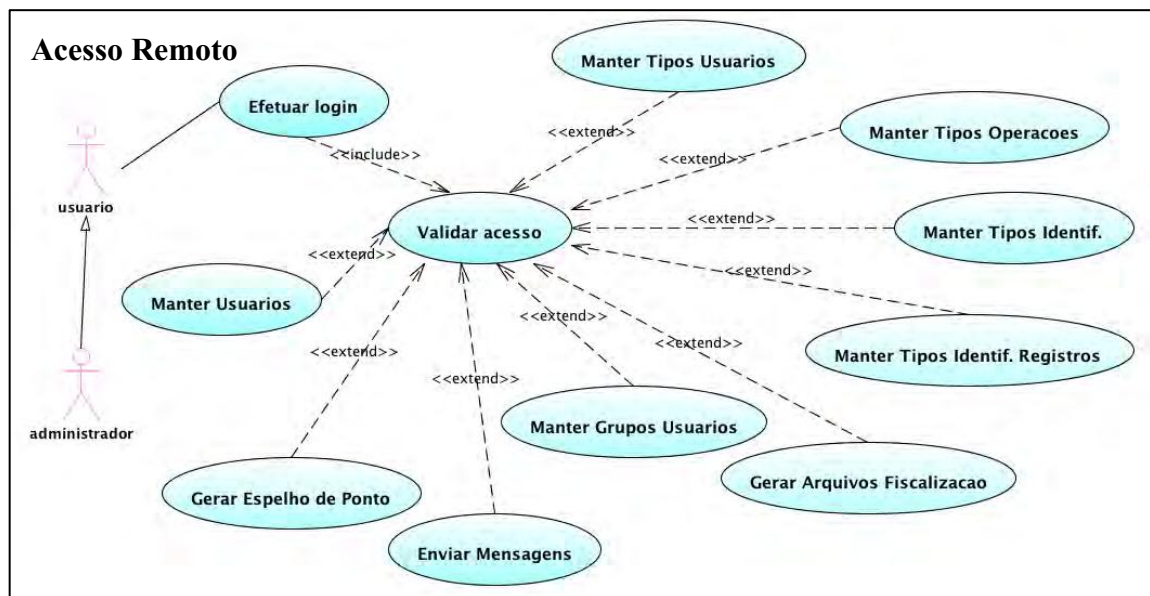 Acesso Remoto
Manter Tipos Usuarios
Efetuar login
<<extend>>
Manter Tipos Operacoes
<<include>>
<<extend>>
usuario
Validar acesso
<<extend>>
Manter Tipos Identif.
<<extend>>
<<extend>>
Manter Usuarios
<<extend>>
<<extend>>
<<extend>>
Manter Tipos Identif. Registros
<<extend>>
<<extend>>
administrador
Manter Grupos Usuarios
Gerar Espelho de Ponto
Gerar Arquivos Fiscalizacao
Enviar Mensagens